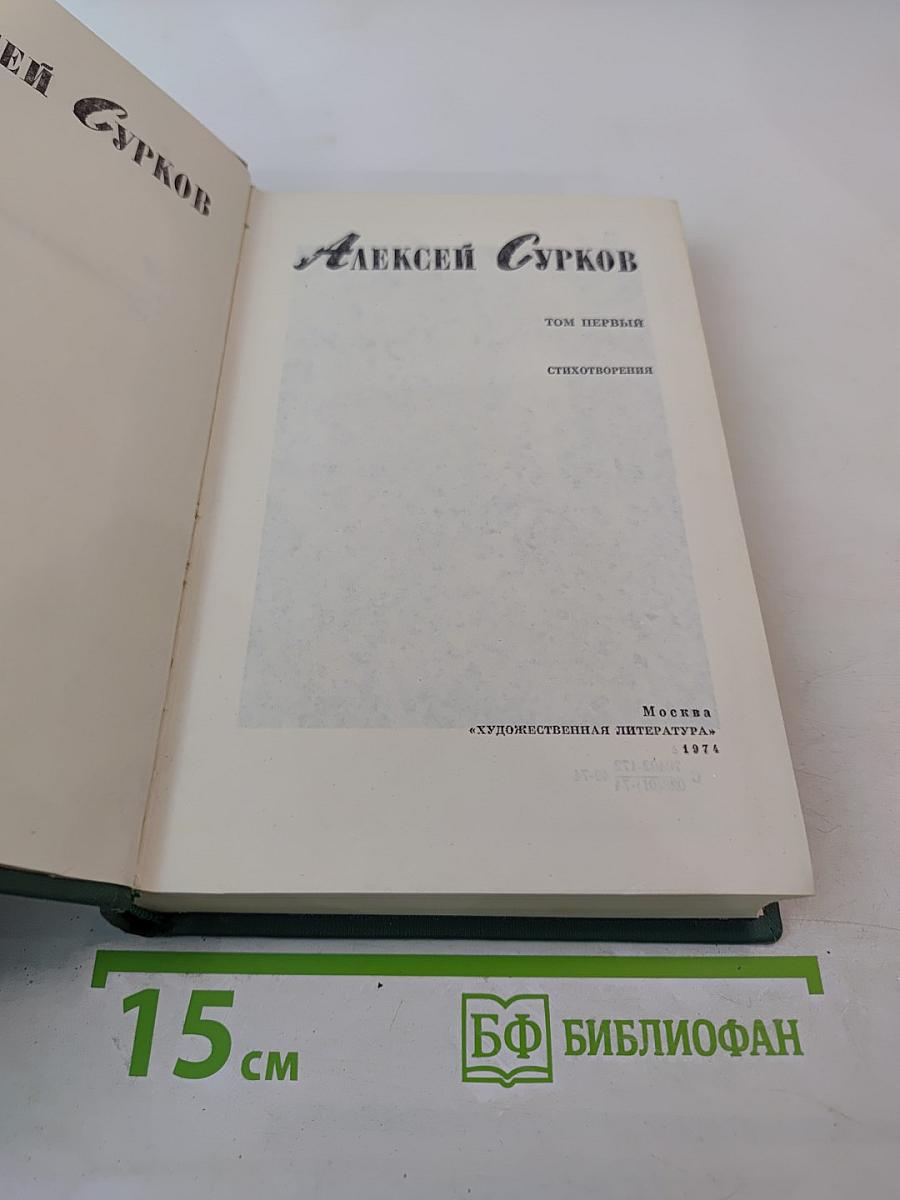 ЕЙ СУРКОВ
АЛЕКСЕЙ СУРКОВ
ТОМ ПЕРВЫЙ
СТИХОТВОРЕНИЯ
Москва
«ХУДОЖЕСТВЕННАЯ ЛИТЕРАТУРА»
1974
15 см
БФ БИБЛИОФАН